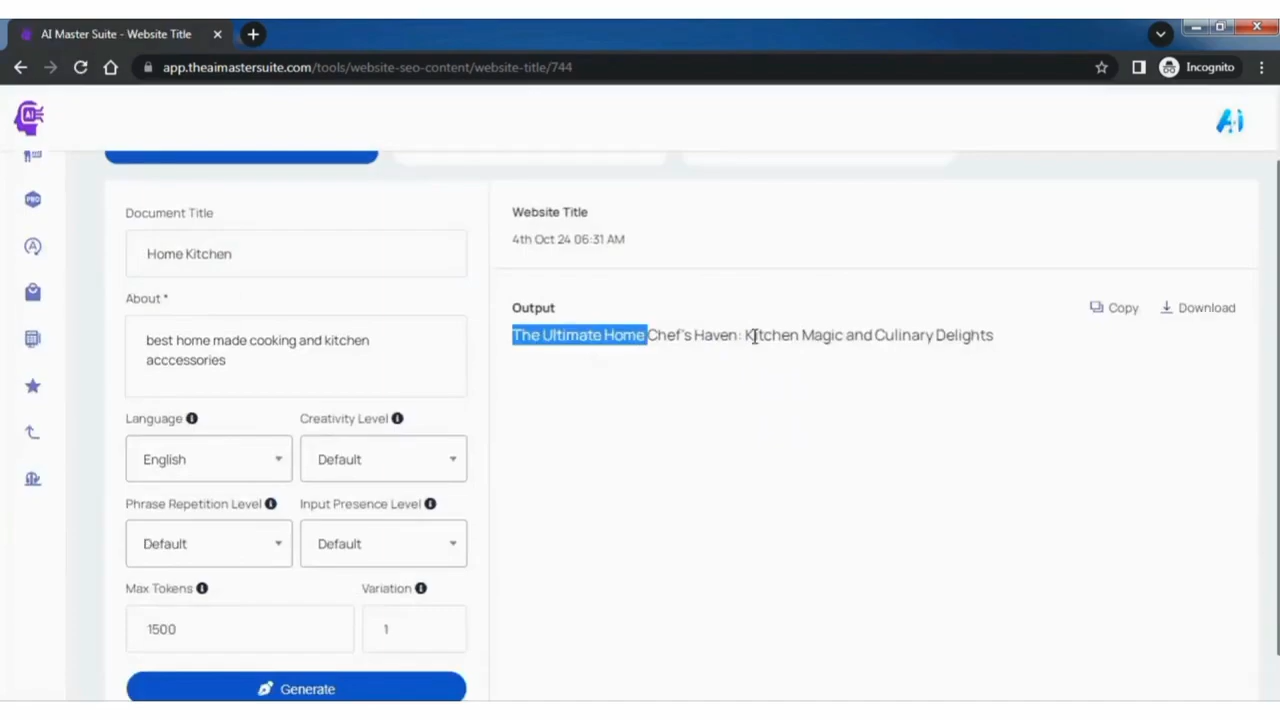 AI Master Suite - Website Title
app.theaimastersuite.com/tools/website-seo-content/website-title/744
Incognito
AI
Ai
PRO
Document Title
Home Kitchen
About *
best home made cooking and kitchen
acccessories
Language
Creativity Level
English
Default
Phrase Repetition Level
Input Presence Level
Default
Default
Max Tokens
Variation
1500
1
Generate
Website Title
4th Oct 24 06:31 AM
Output
Copy
Download
The Ultimate Home Chef's Haven: Kitchen Magic and Culinary Delights